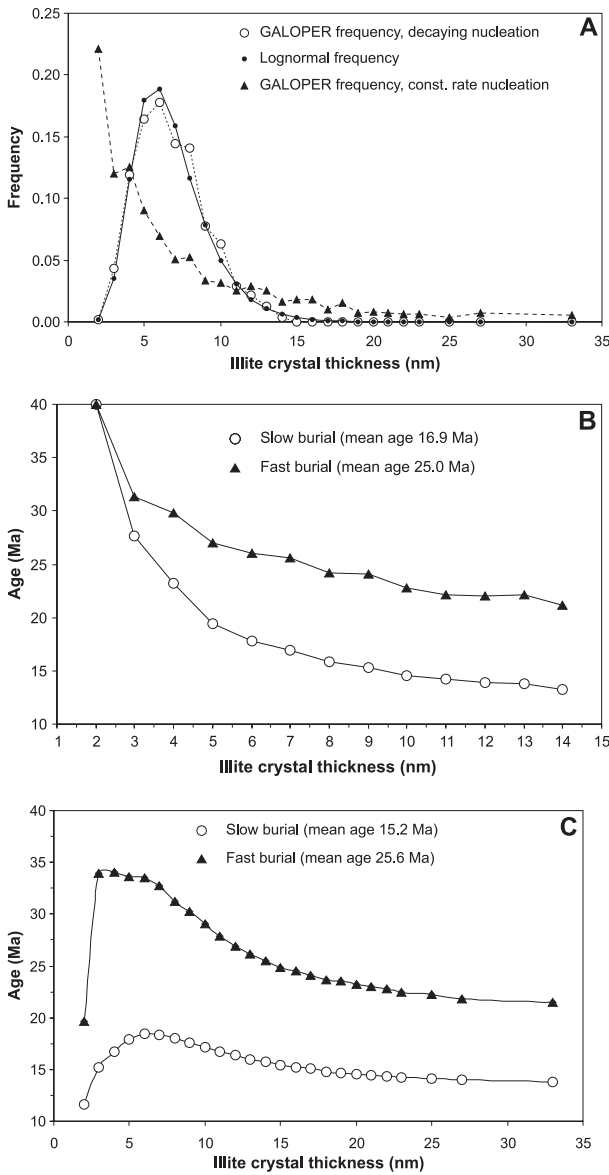 A
GALOPER frequency, decaying nucleation
Lognormal frequency
GALOPER frequency, const. rate nucleation
0.25
0.20
0.15
0.10
0.05
0.00
Frequency
0 5 10 15 20 25 30 35
Illite crystal thickness (nm)
B
Slow burial (mean age 16.9 Ma)
Fast burial (mean age 25.0 Ma)
40
35
30
25
20
15
10
Age (Ma)
1 2 3 4 5 6 7 8 9 10 11 12 13 14 15
Illite crystal thickness (nm)
C
Slow burial (mean age 15.2 Ma)
Fast burial (mean age 25.6 Ma)
40
35
30
25
20
15
10
Age (Ma)
0 5 10 15 20 25 30 35
Illite crystal thickness (nm)